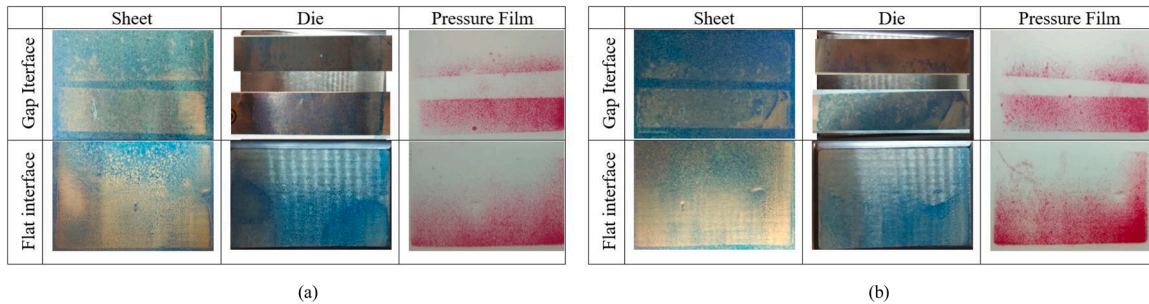 Sheet Die Pressure Film
Gap Iterface
Flat interface
(a)
Sheet Die Pressure Film
Gap Iterface
Flat interface
(b)